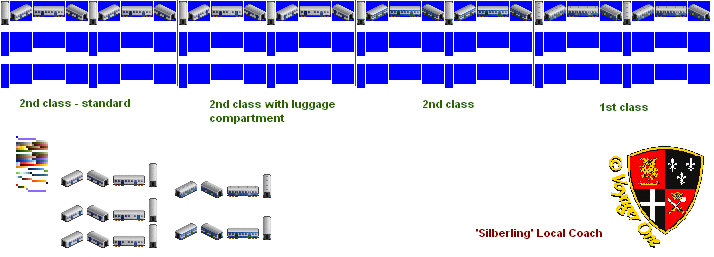 2nd class - standard
2nd class with luggage
compartment
2nd class
1st class
© Voyager One
'Silberling' Local Coach